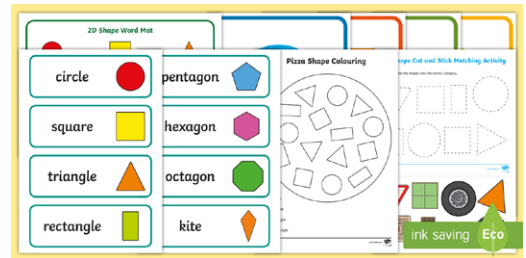 2D Shape Word Mat
circle
square
triangle
rectangle
pentagon
hexagon
octagon
kite
Pizza Shape Colouring
Cut and Stick Matching Activity
ink saving
Eco